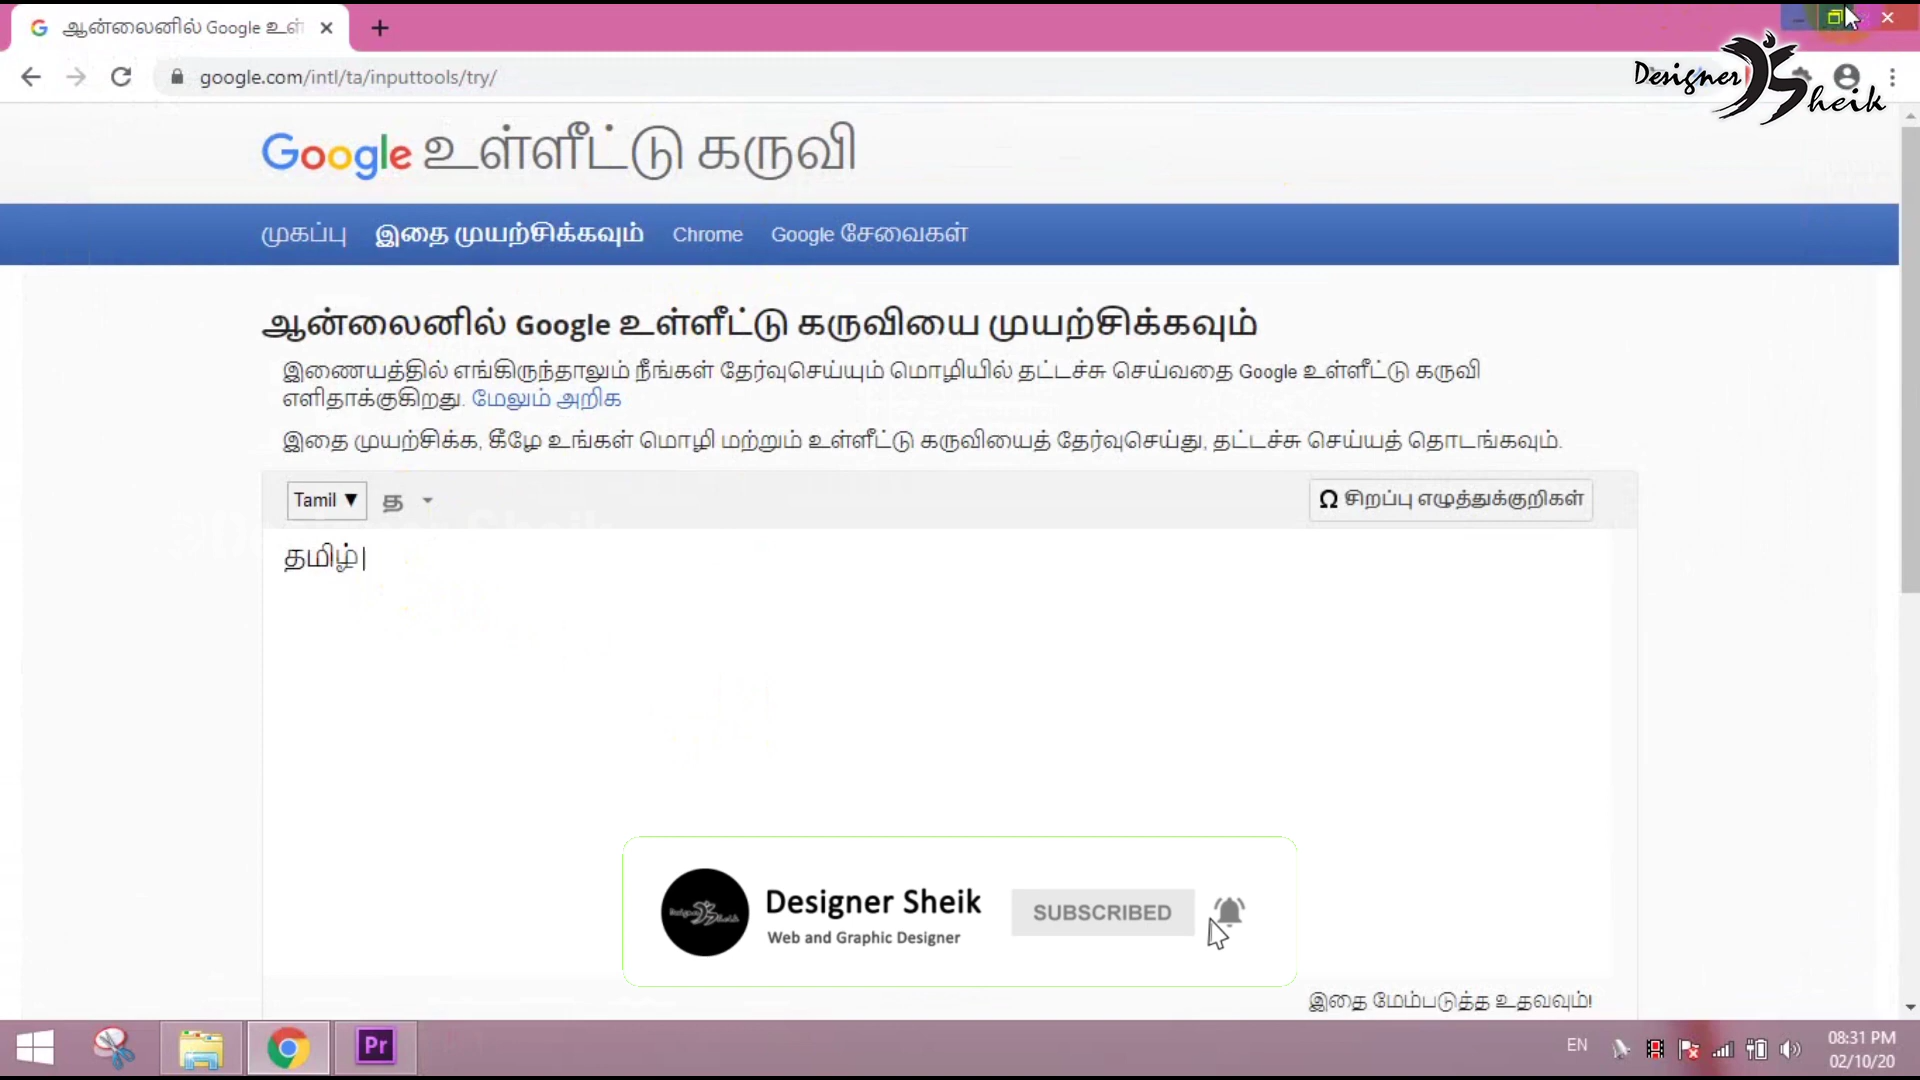 ஆன்லைனில் Google உள்
google.com/intl/ta/inputtools/try/
Designer Sheik
Google உள்ளீட்டு கருவி
முகப்பு இதை முயற்சிக்கவும் Chrome Google சேவைகள்
ஆன்லைனில் Google உள்ளீட்டு கருவியை முயற்சிக்கவும்
இணையத்தில் எங்கிருந்தாலும் நீங்கள் தேர்வுசெய்யும் மொழியில் தட்டச்சு செய்வதை Google உள்ளீட்டு கருவி
எளிதாக்குகிறது. மேலும் அறிக
இதை முயற்சிக்க, கீழே உங்கள் மொழி மற்றும் உள்ளீட்டு கருவியைத் தேர்வுசெய்து, தட்டச்சு செய்யத் தொடங்கவும்.
Tamil ▼ த Ω சிறப்பு எழுத்துக்குறிகள்
தமிழ்
Designer Sheik
Web and Graphic Designer
SUBSCRIBED
இதை மேம்படுத்த உதவவும்!
Pr
EN
08:31 PM
02/10/20